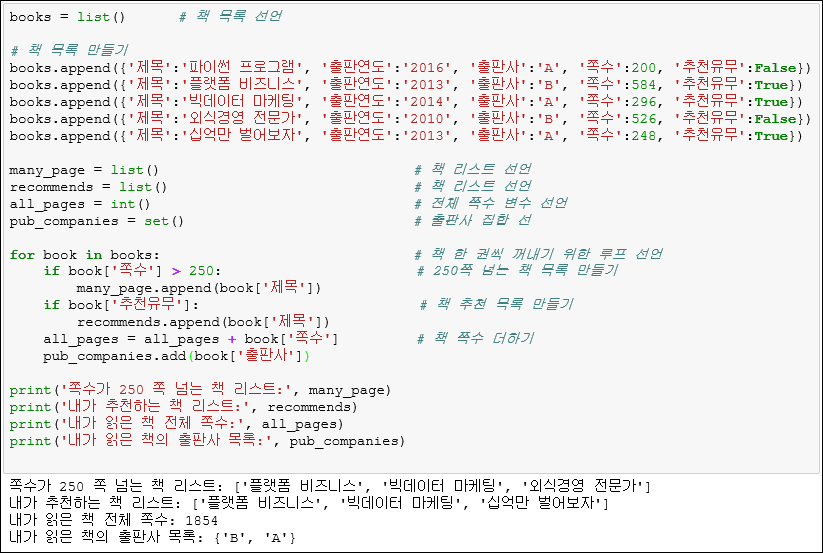 books = list()      # 책 목록 선언
# 책 목록 만들기
books.append({'제목':'파이썬 프로그램', '출판연도':'2016', '출판사':'A', '쪽수':200, '추천유무':False})
books.append({'제목':'플랫폼 비즈니스', '출판연도':'2013', '출판사':'B', '쪽수':584, '추천유무':True})
books.append({'제목':'빅데이터 마케팅', '출판연도':'2014', '출판사':'A', '쪽수':296, '추천유무':True})
books.append({'제목':'외식경영 전문가', '출판연도':'2010', '출판사':'B', '쪽수':526, '추천유무':False})
books.append({'제목':'십억만 벌어보자', '출판연도':'2013', '출판사':'A', '쪽수':248, '추천유무':True})
many_page = list()                               # 책 리스트 선언
recommends = list()                              # 책 리스트 선언
all_pages = int()                                # 전체 쪽수 변수 선언
pub_companies = set()                            # 출판사 집합 선
for book in books:                               # 책 한 권씩 꺼내기 위한 루프 선언
    if book['쪽수'] > 250:                       # 250쪽 넘는 책 목록 만들기
        many_page.append(book['제목'])
    if book['추천유무']:                          # 책 추천 목록 만들기
        recommends.append(book['제목'])
    all_pages = all_pages + book['쪽수']         # 책 쪽수 더하기
    pub_companies.add(book['출판사'])
print('쪽수가 250 쪽 넘는 책 리스트:', many_page)
print('내가 추천하는 책 리스트:', recommends)
print('내가 읽은 책 전체 쪽수:', all_pages)
print('내가 읽은 책의 출판사 목록:', pub_companies)
쪽수가 250 쪽 넘는 책 리스트: ['플랫폼 비즈니스', '빅데이터 마케팅', '외식경영 전문가']
내가 추천하는 책 리스트: ['플랫폼 비즈니스', '빅데이터 마케팅', '십억만 벌어보자']
내가 읽은 책 전체 쪽수: 1854
내가 읽은 책의 출판사 목록: {'B', 'A'}